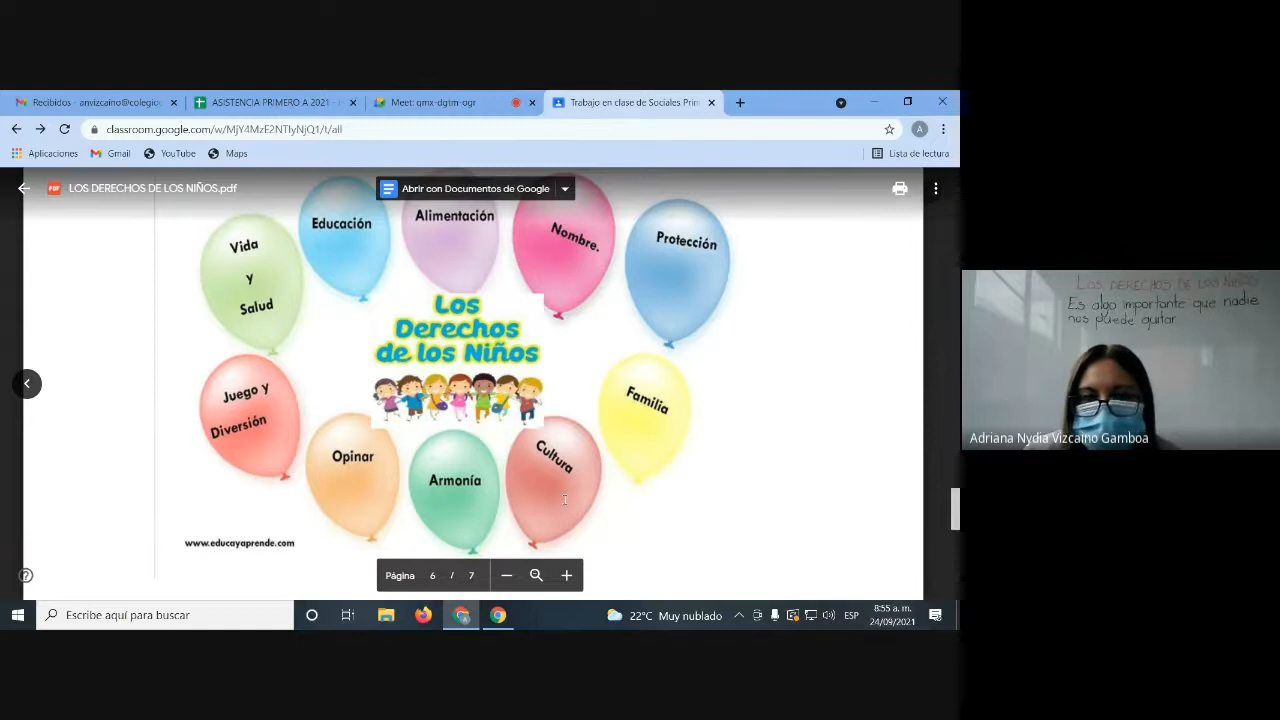 Recibidos - anvizcaino@colegio
ASISTENCIA PRIMERO A 2021 -
Meet: qmx-dgtm-ogr
Trabajo en clase de Sociales Prim
classroom.google.com/w/MjY4MzE2NTIyNjQ1/t/all
A
Aplicaciones
Gmail
YouTube
Maps
Lista de lectura
PDF
LOS DERECHOS DE LOS NIÑOS.pdf
Abrir con Documentos de Google
Vida
y
Salud
Educación
Alimentación
Nombre.
Protección
Los
Derechos
de los Niños
Juego y
Diversión
Opinar
Armonía
Cultura
Familia
www.educayaprende.com
Página 6 / 7
Escribe aquí para buscar
22°C Muy nublado
ESP
8:55 a. m.
24/09/2021
LOS DERECHOS DE LOS NIÑOS
Es algo importante que nadie
nos puede quitar
Adriana Nydia Vizcaino Gamboa